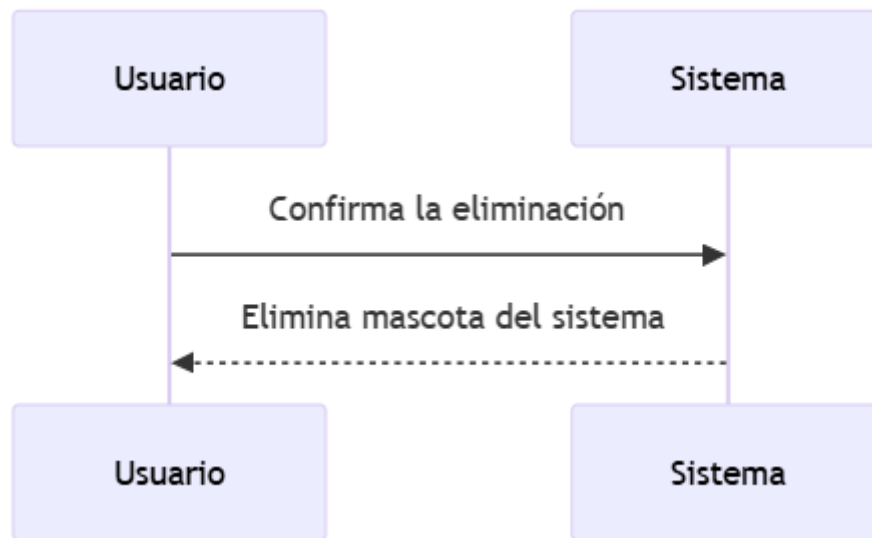 Usuario
Sistema
Confirma la eliminación
Elimina mascota del sistema
Usuario
Sistema